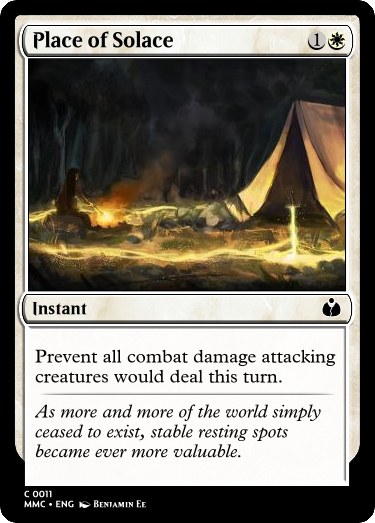 Place of Solace 1
Instant
Prevent all combat damage attacking
creatures would deal this turn.
As more and more of the world simply
ceased to exist, stable resting spots
became ever more valuable.
C 0011
MMC • ENG Benjamin Ee